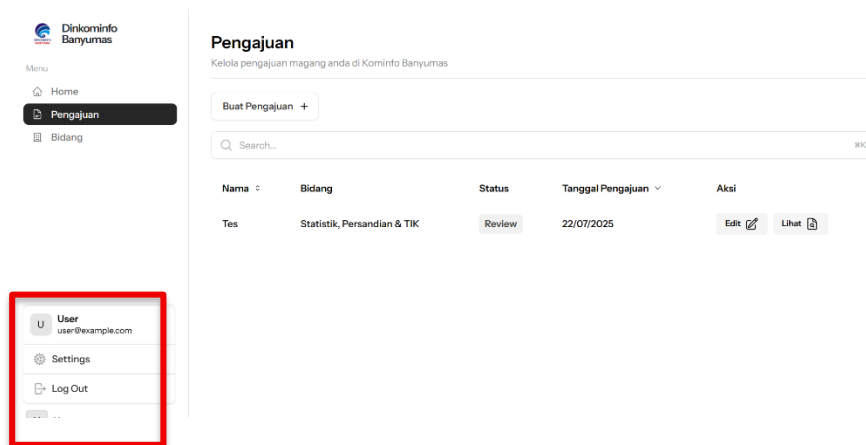 Dinkominfo
Banyumas
Menu
Home
Pengajuan
Bidang
User
user@example.com
Settings
Log Out
Pengajuan
Kelola pengajuan magang anda di Kominfo Banyumas
Buat Pengajuan +
Search...
⌘K
Nama Bidang Status Tanggal Pengajuan Aksi
Tes Statistik, Persandian & TIK Review 22/07/2025 Edit Lihat
U